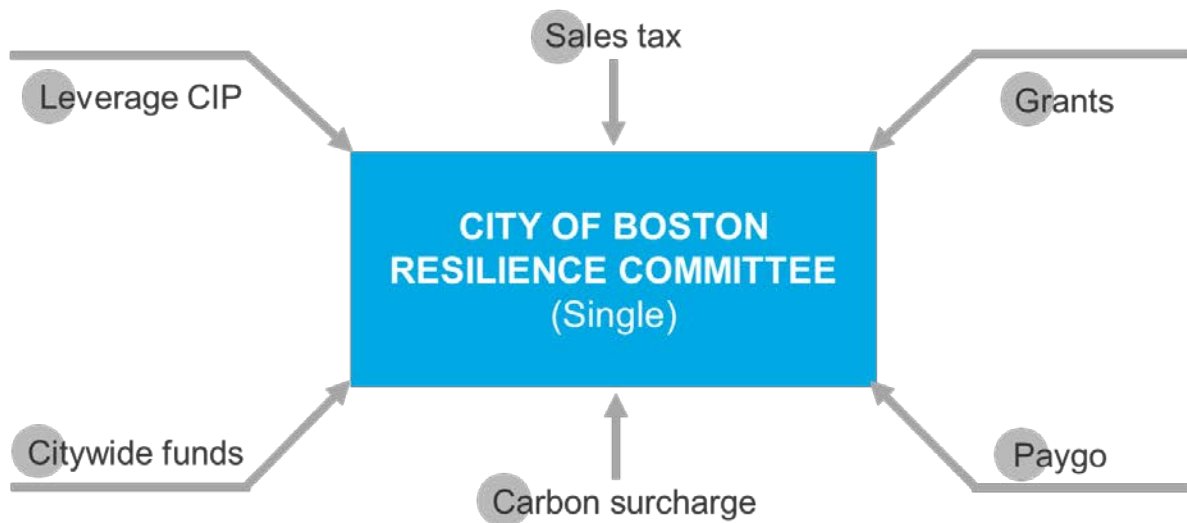 Sales tax
Leverage CIP
Grants
CITY OF BOSTON
RESILIENCE COMMITTEE
(Single)
Citywide funds
Paygo
Carbon surcharge